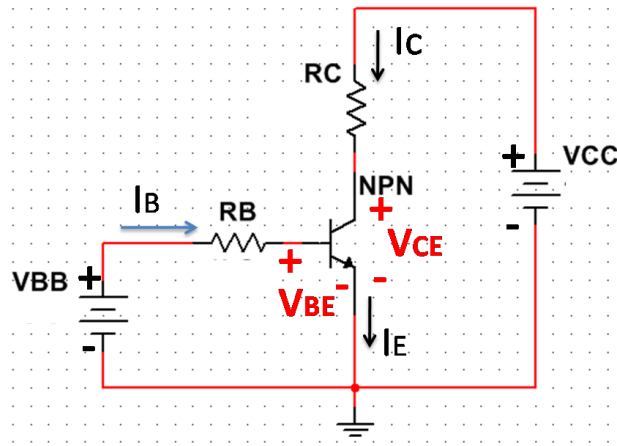 IC
RC
+
VCC
NPN
-
IB
RB
+
VCE
+
VBB
+
VBE
-
-
-
IE